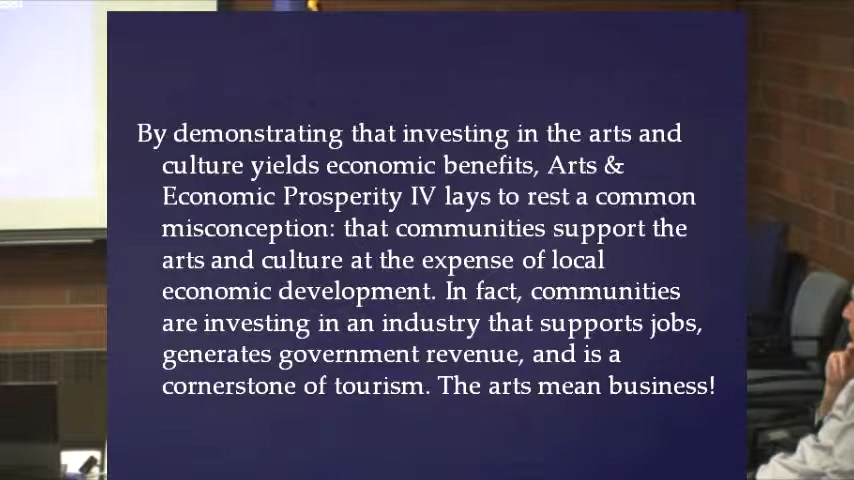 By demonstrating that investing in the arts and
culture yields economic benefits, Arts &
Economic Prosperity IV lays to rest a common
misconception: that communities support the
arts and culture at the expense of local
economic development. In fact, communities
are investing in an industry that supports jobs,
generates government revenue, and is a
cornerstone of tourism. The arts mean business!